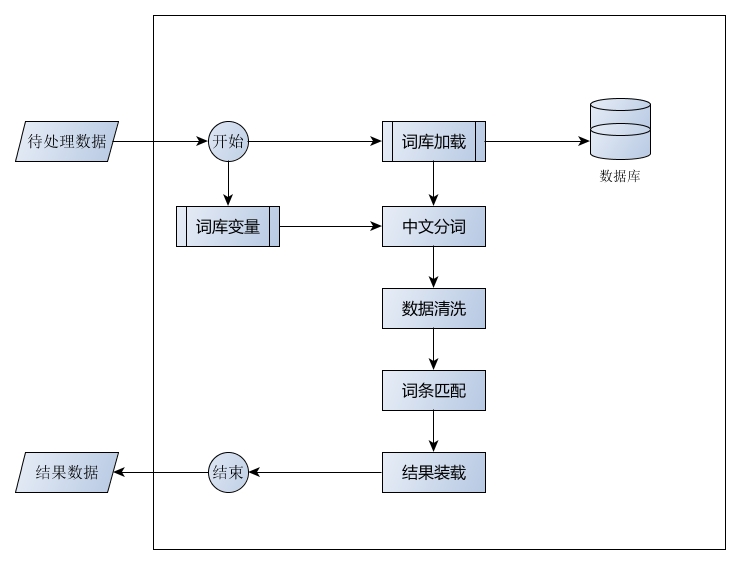 待处理数据
开始
词库加载
数据库
词库变量
中文分词
数据清洗
词条匹配
结果数据
结束
结果装载